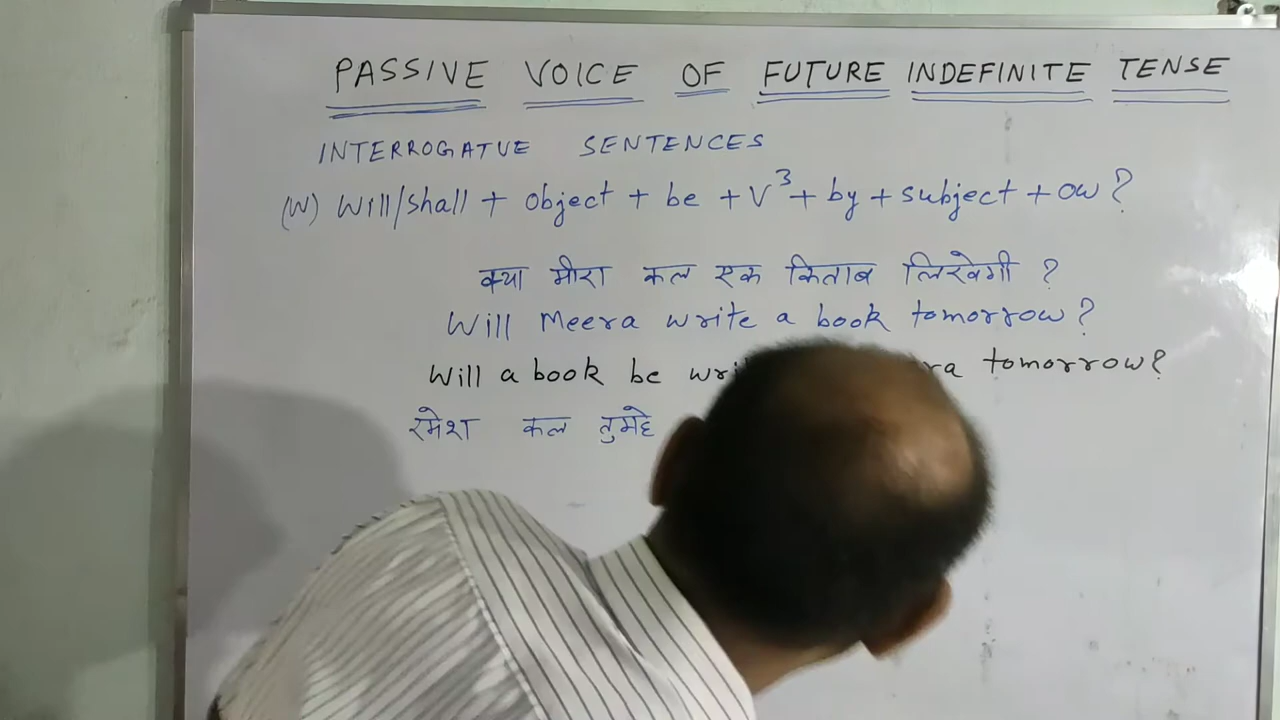 PASSIVE VOICE OF FUTURE INDEFINITE TENSE
INTERROGATVE SENTENCES
(W) Will/shall + object + be + V³ + by + subject + ow?
क्या मीरा कल एक किताब लिखेगी ?
Will Meera write a book tomorrow?
Will a book be tomorrow?
रमेश कल तुमहे